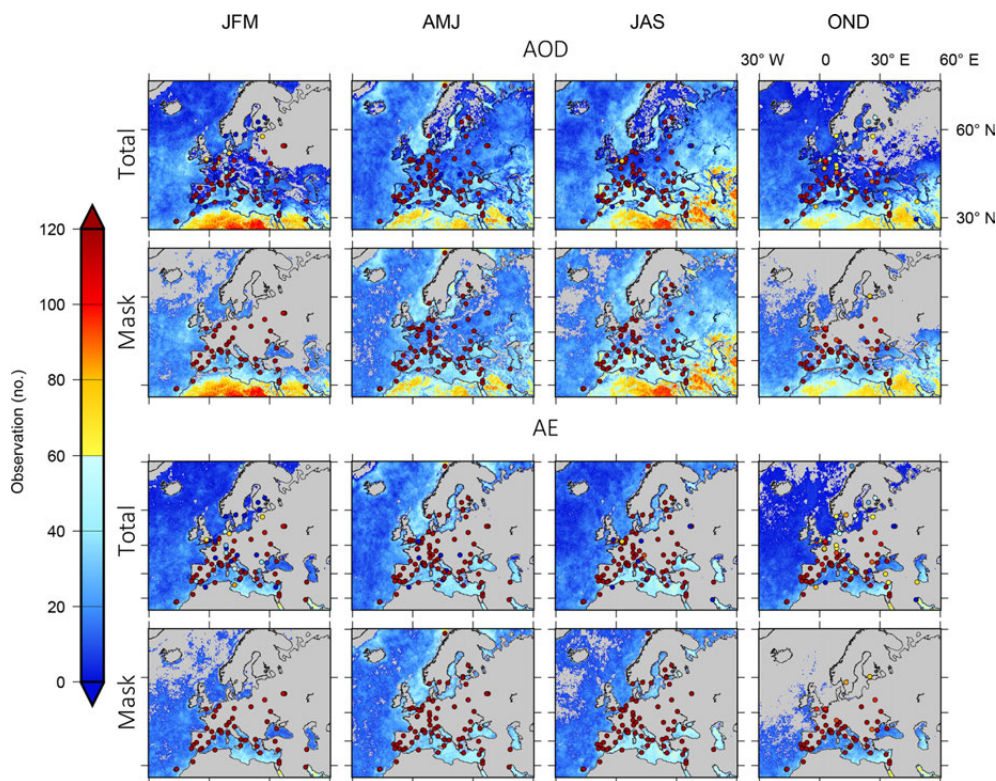 JFM AMJ JAS OND
AOD
30° W 0 30° E 60° E
Total
60° N
30° N
Mask
Observation (no.)
120
100
80
60
40
20
0
AE
Total
Mask